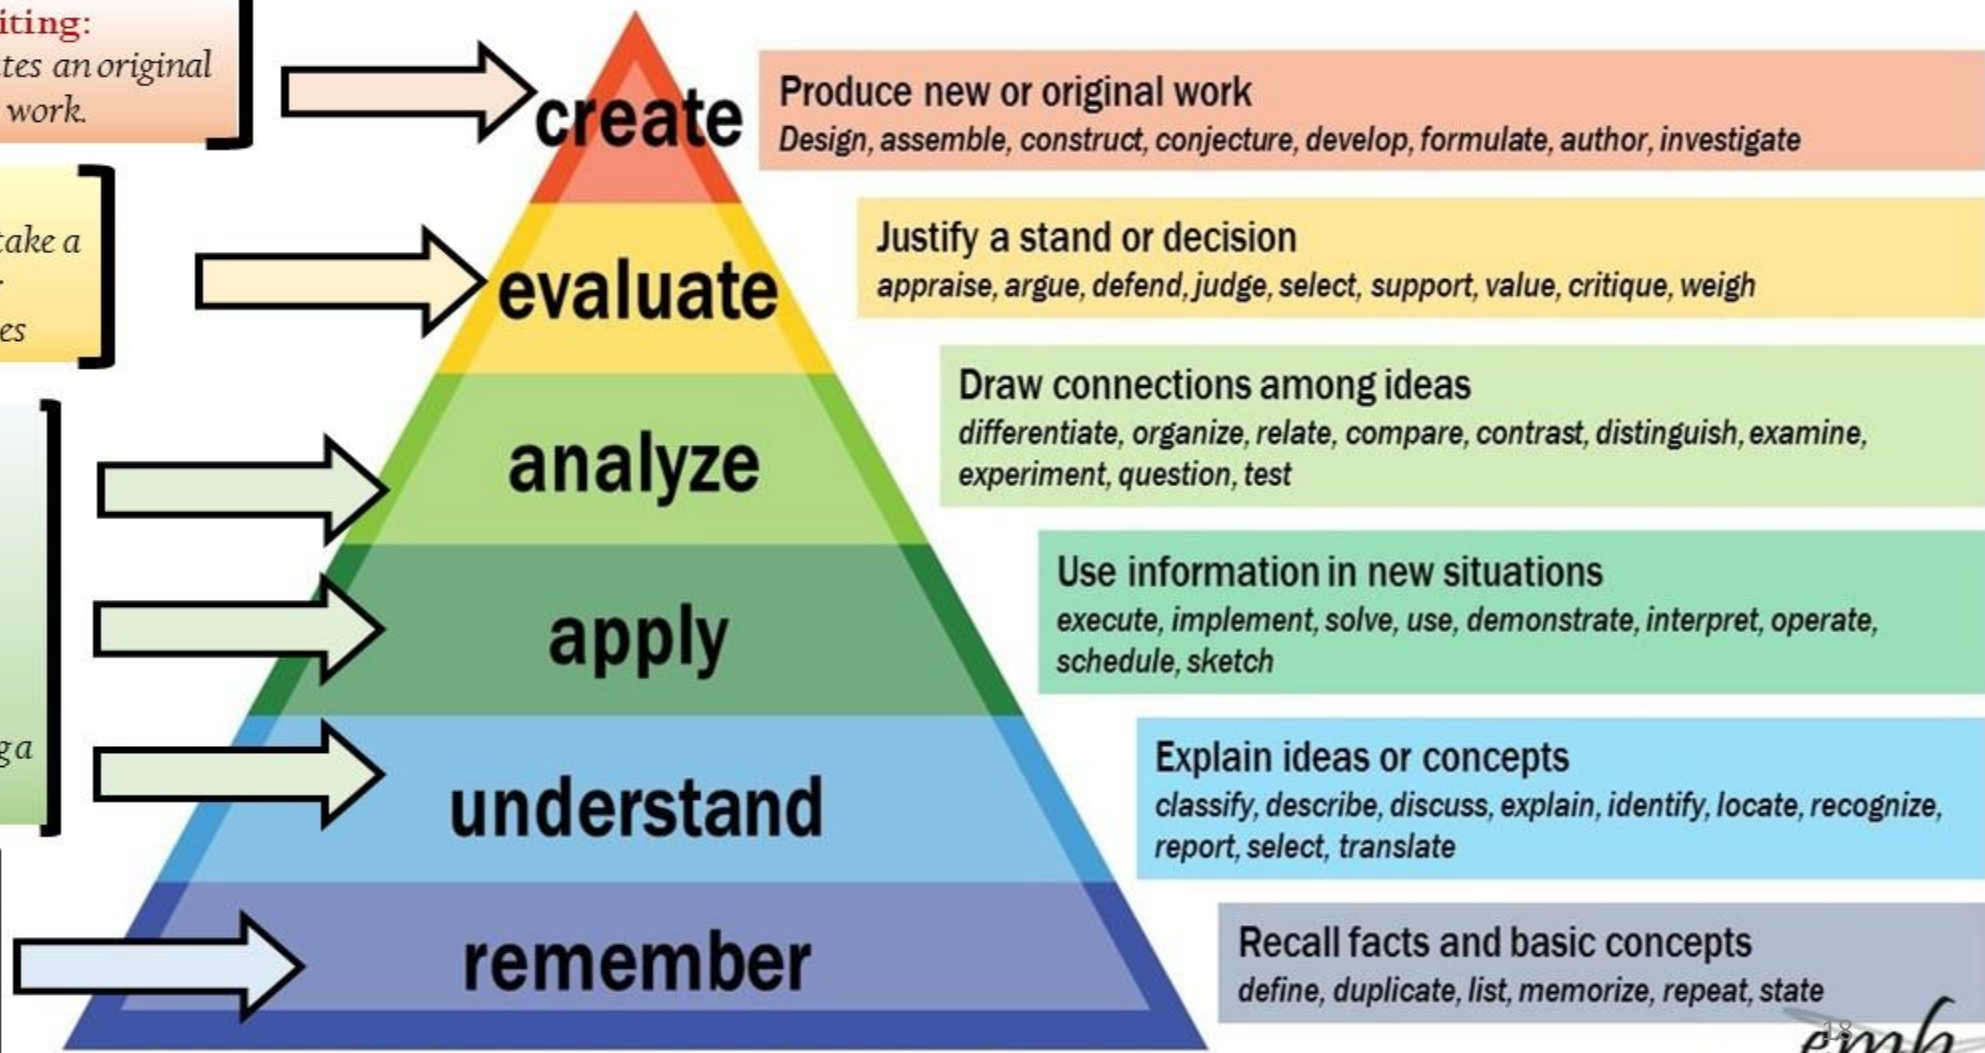 iting:
tes an original
work.
create
Produce new or original work
Design, assemble, construct, conjecture, develop, formulate, author, investigate
take a
es
evaluate
Justify a stand or decision
appraise, argue, defend, judge, select, support, value, critique, weigh
analyze
Draw connections among ideas
differentiate, organize, relate, compare, contrast, distinguish, examine,
experiment, question, test
apply
Use information in new situations
execute, implement, solve, use, demonstrate, interpret, operate,
schedule, sketch
g a
understand
Explain ideas or concepts
classify, describe, discuss, explain, identify, locate, recognize,
report, select, translate
remember
Recall facts and basic concepts
define, duplicate, list, memorize, repeat, state
18
emh